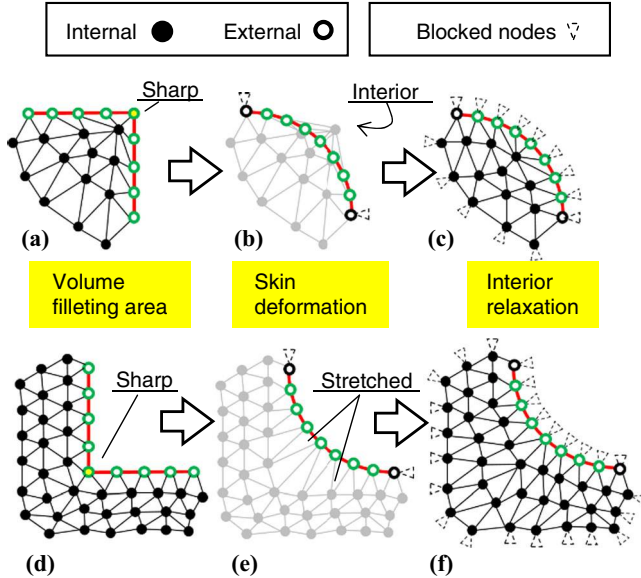 Internal
External
Blocked nodes
Sharp
Interior
(a)
(b)
(c)
Volume
filleting area
Skin
deformation
Interior
relaxation
Sharp
Stretched
(d)
(e)
(f)